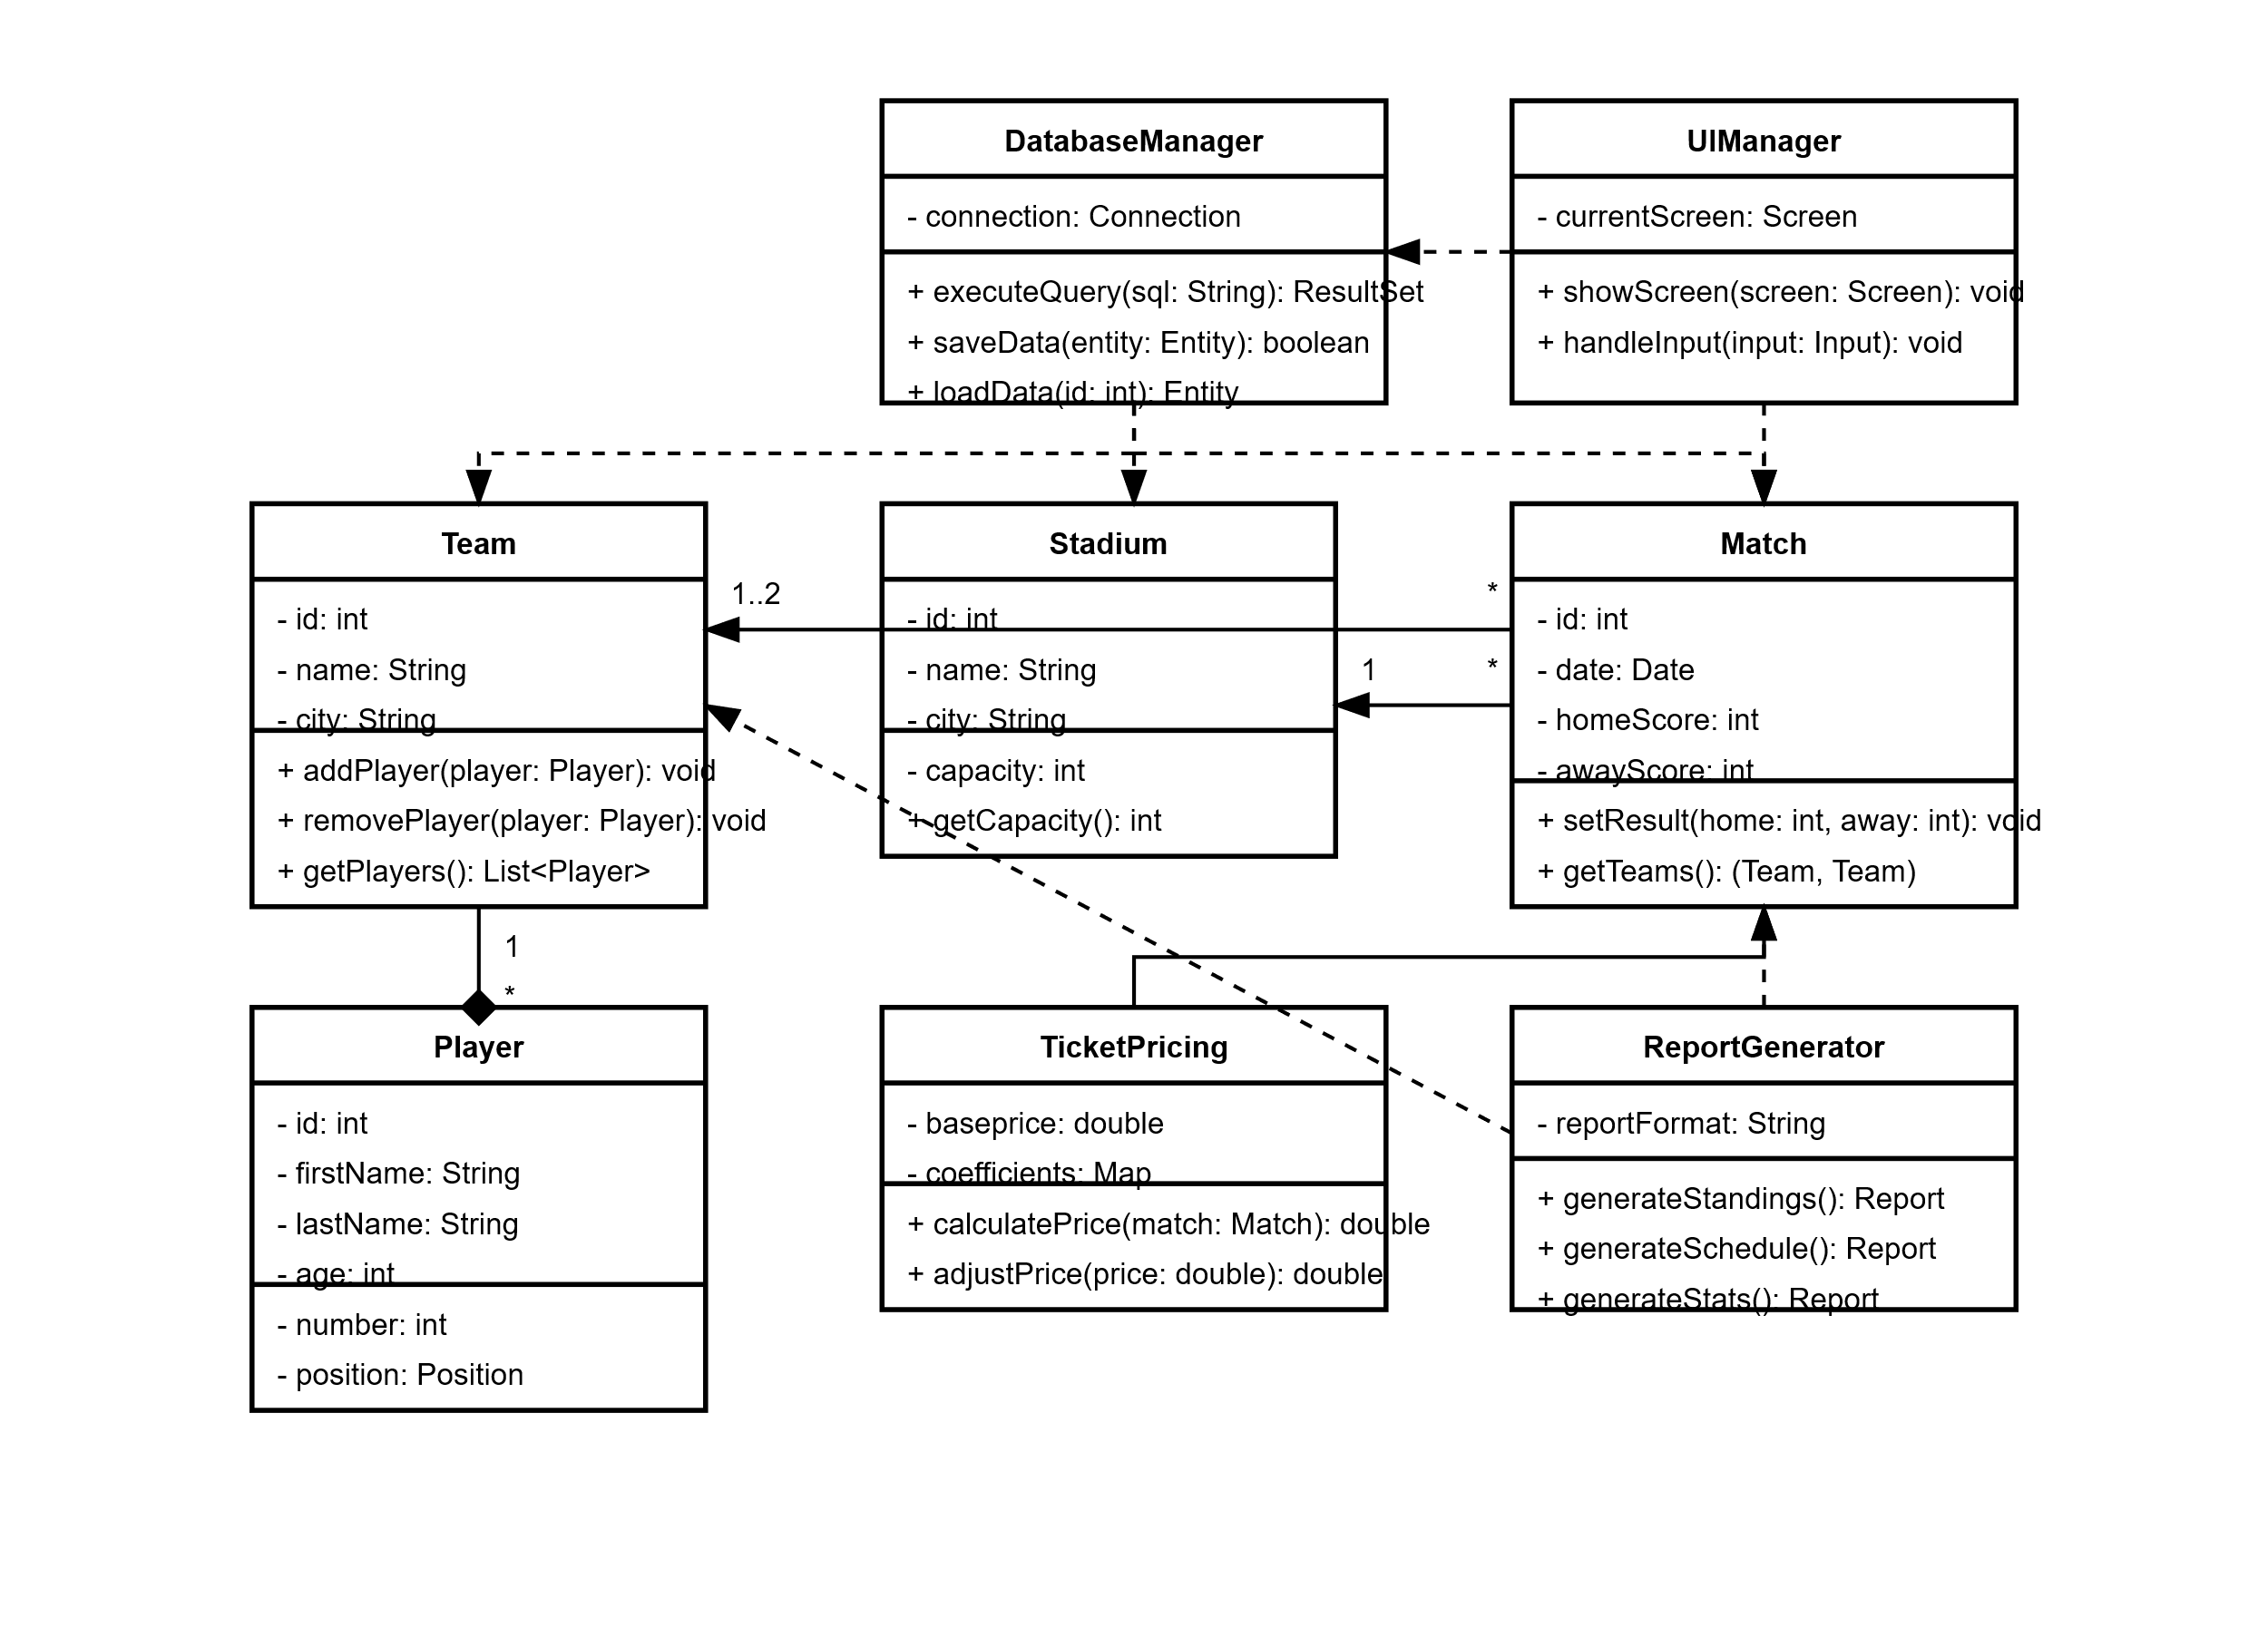 DatabaseManager
- connection: Connection
+ executeQuery(sql: String): ResultSet
+ saveData(entity: Entity): boolean
+ loadData(id: int): Entity
UIManager
- currentScreen: Screen
+ showScreen(screen: Screen): void
+ handleInput(input: Input): void
Team
- id: int
- name: String
- city: String
+ addPlayer(player: Player): void
+ removePlayer(player: Player): void
+ getPlayers(): List<Player>
1..2
Stadium
- id: int
- name: String
- city: String
- capacity: int
+ getCapacity(): int
*
1
*
Match
- id: int
- date: Date
- homeScore: int
- awayScore: int
+ setResult(home: int, away: int): void
+ getTeams(): (Team, Team)
1
*
Player
- id: int
- firstName: String
- lastName: String
- age: int
- number: int
- position: Position
TicketPricing
- baseprice: double
- coefficients: Map
+ calculatePrice(match: Match): double
+ adjustPrice(price: double): double
ReportGenerator
- reportFormat: String
+ generateStandings(): Report
+ generateSchedule(): Report
+ generateStats(): Report